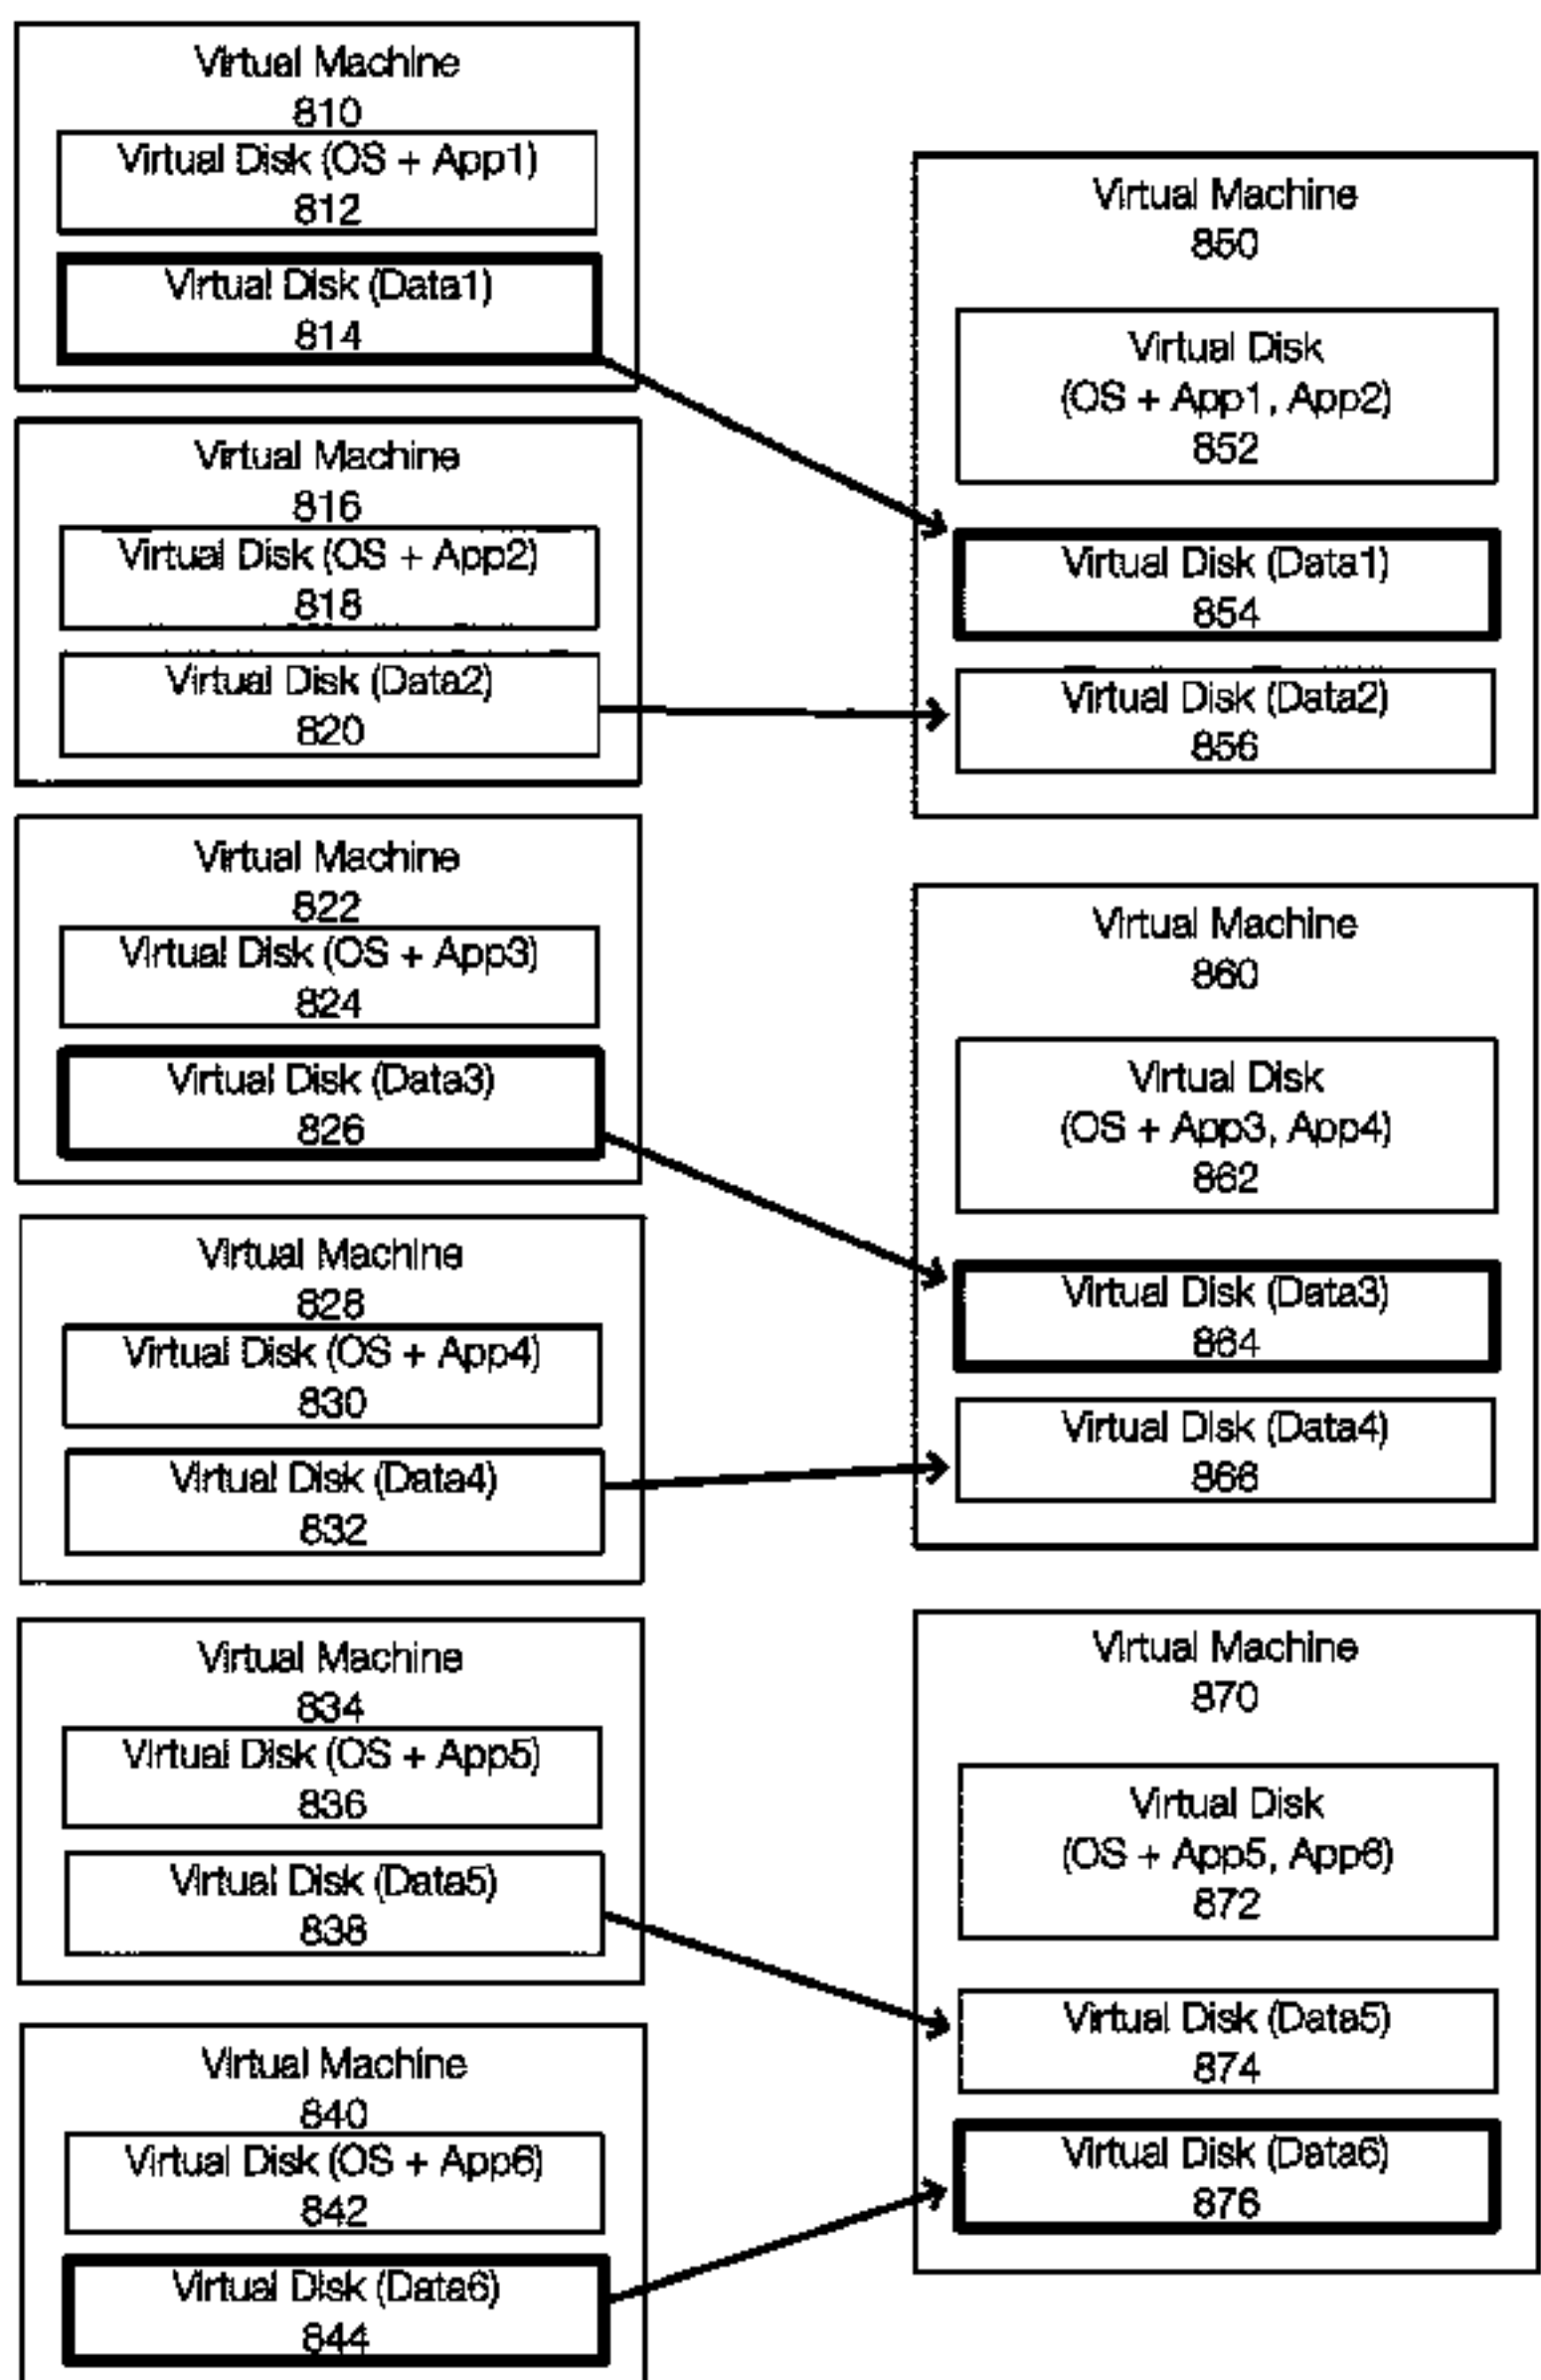 Virtual Machine
810
Virtual Disk (OS + App1)
812
Virtual Disk (Data1)
814
Virtual Machine
816
Virtual Disk (OS + App2)
818
Virtual Disk (Data2)
820
Virtual Machine
822
Virtual Disk (OS + App3)
824
Virtual Disk (Data3)
826
Virtual Machine
828
Virtual Disk (OS + App4)
830
Virtual Disk (Data4)
832
Virtual Machine
834
Virtual Disk (OS + App5)
836
Virtual Disk (Data5)
838
Virtual Machine
840
Virtual Disk (OS + App6)
842
Virtual Disk (Data6)
844
Virtual Machine
850
Virtual Disk
(OS + App1, App2)
852
Virtual Disk (Data1)
854
Virtual Disk (Data2)
856
Virtual Machine
860
Virtual Disk
(OS + App3, App4)
862
Virtual Disk (Data3)
864
Virtual Disk (Data4)
866
Virtual Machine
870
Virtual Disk
(OS + App5, App6)
872
Virtual Disk (Data5)
874
Virtual Disk (Data6)
876